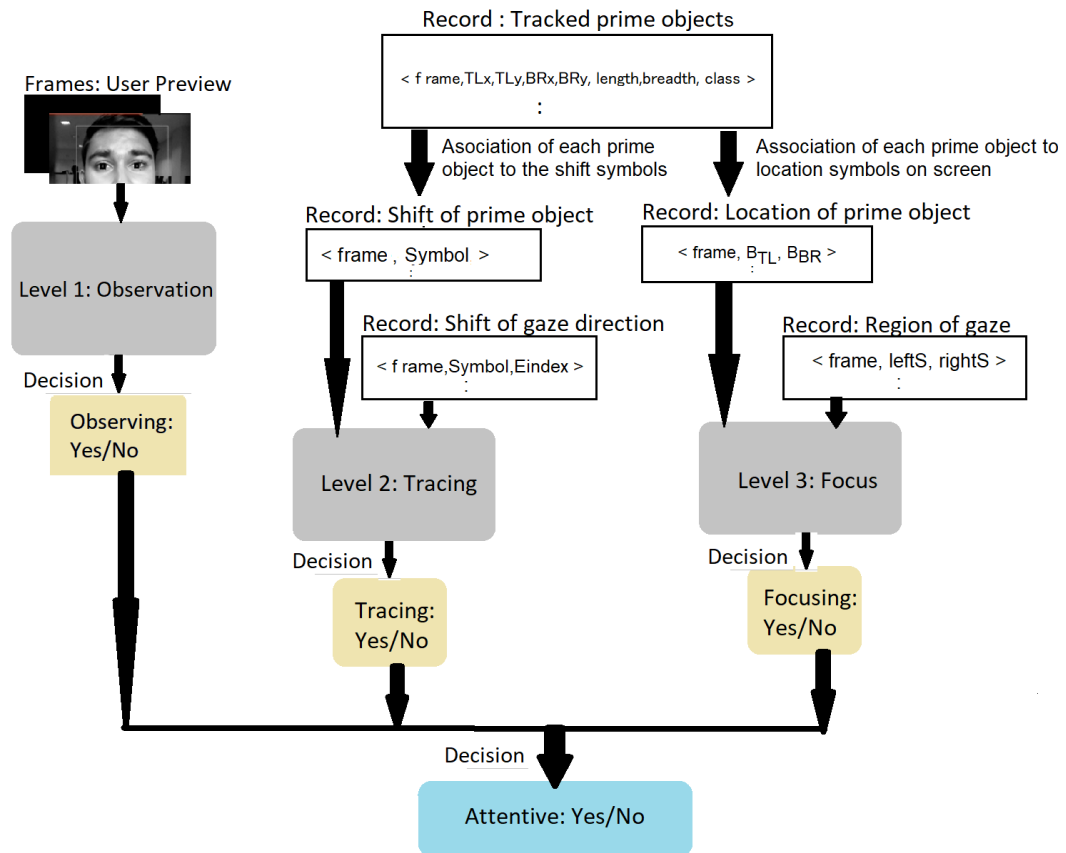 Record : Tracked prime objects
< f rame,TLx,TLy,BRx,BRy, length,breadth, class >
:
Frames: User Preview
Asociation of each prime
object to the shift symbols
Association of each prime object to
location symbols on screen
Record: Shift of prime object
< frame , Symbol >
:
Record: Location of prime object
< frame, BTL, BBR >
:
Level 1: Observation
Record: Shift of gaze direction
< f rame,Symbol,Eindex >
:
Record: Region of gaze
< frame, leftS, rightS >
:
Decision
Observing:
Yes/No
Level 2: Tracing
Level 3: Focus
Decision
Tracing:
Yes/No
Decision
Focusing:
Yes/No
Decision
Attentive: Yes/No